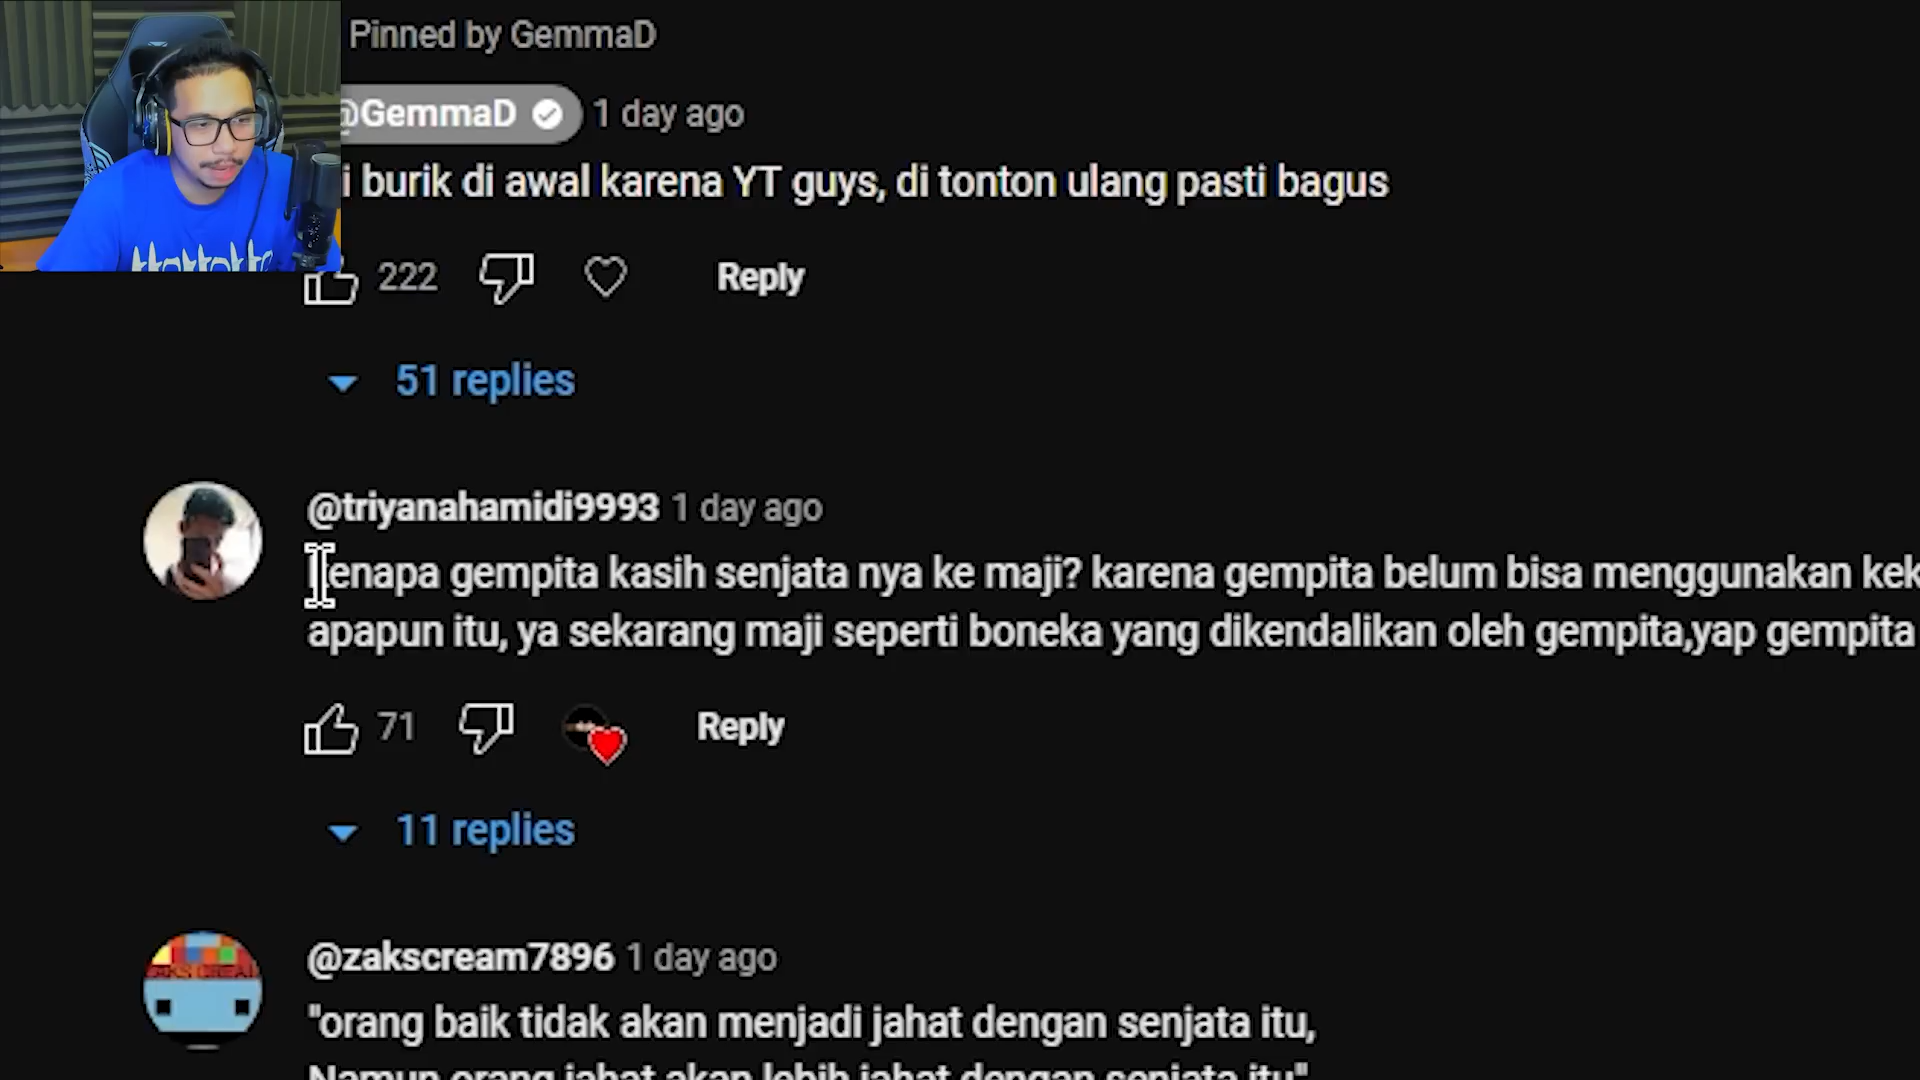 Pinned by GemmaD
@GemmaD 1 day ago
i burik di awal karena YT guys, di tonton ulang pasti bagus
222 Reply
51 replies
@triyanahamidi9993 1 day ago
enapa gempita kasih senjata nya ke maji? karena gempita belum bisa menggunakan kek
apapun itu, ya sekarang maji seperti boneka yang dikendalikan oleh gempita,yap gempita
71 Reply
11 replies
@zakscream7896 1 day ago
"orang baik tidak akan menjadi jahat dengan senjata itu,
Namun orang jahat akan lebih jahat dengan senjata itu"